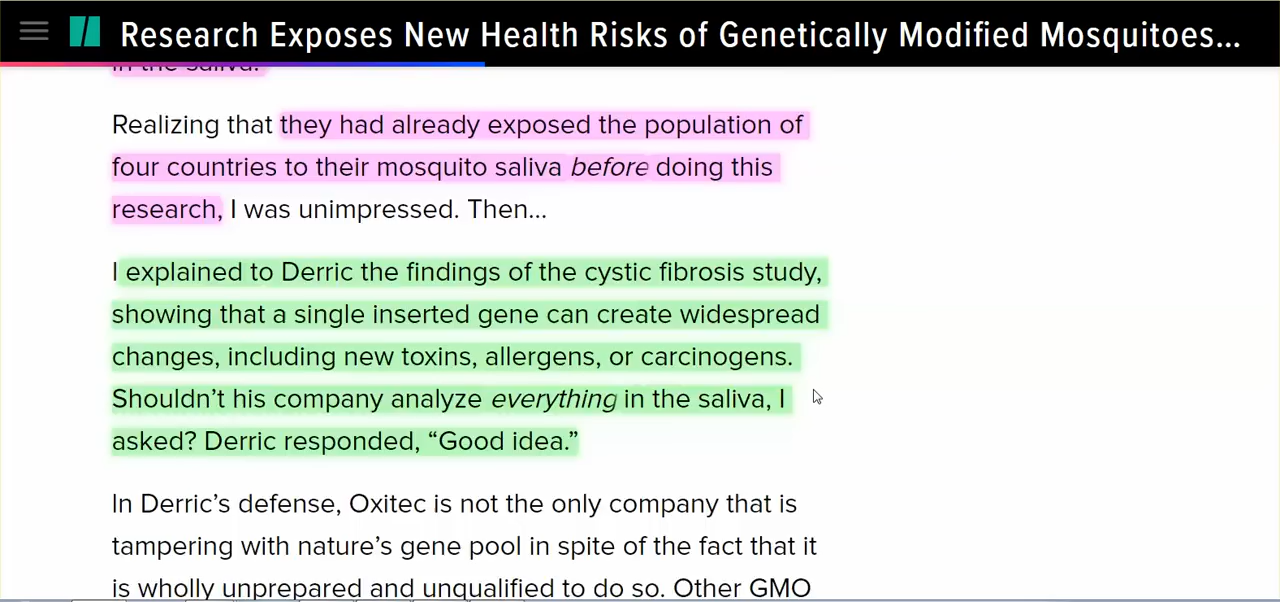 Research Exposes New Health Risks of Genetically Modified Mosquitoes...
in the saliva.
Realizing that they had already exposed the population of
four countries to their mosquito saliva before doing this
research, I was unimpressed. Then...
I explained to Derric the findings of the cystic fibrosis study,
showing that a single inserted gene can create widespread
changes, including new toxins, allergens, or carcinogens.
Shouldn’t his company analyze everything in the saliva, I
asked? Derric responded, “Good idea.”
In Derric’s defense, Oxitec is not the only company that is
tampering with nature’s gene pool in spite of the fact that it
is wholly unprepared and unqualified to do so. Other GMO